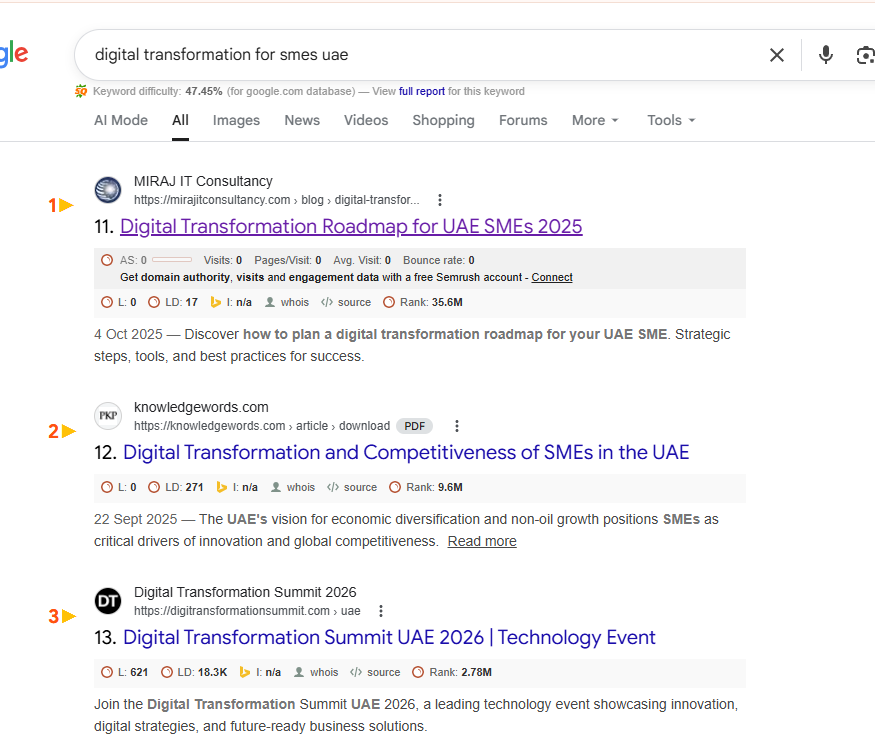 gle
digital transformation for smes uae
Keyword difficulty: 47.45% (for google.com database) — View full report for this keyword
AI Mode All Images News Videos Shopping Forums More Tools
1
MIRAJ IT Consultancy
https://mirajitconsultancy.com › blog › digital-transfor...
11. Digital Transformation Roadmap for UAE SMEs 2025
AS: 0 Visits: 0 Pages/Visit: 0 Avg. Visit: 0 Bounce rate: 0
Get domain authority, visits and engagement data with a free Semrush account - Connect
L: 0 LD: 17 I: n/a whois source Rank: 35.6M
4 Oct 2025 — Discover how to plan a digital transformation roadmap for your UAE SME. Strategic
steps, tools, and best practices for success.
2
PKP
knowledgewords.com
https://knowledgewords.com › article › download PDF
12. Digital Transformation and Competitiveness of SMEs in the UAE
L: 0 LD: 271 I: n/a whois source Rank: 9.6M
22 Sept 2025 — The UAE's vision for economic diversification and non-oil growth positions SMEs as
critical drivers of innovation and global competitiveness. Read more
3
DT
Digital Transformation Summit 2026
https://digitransformationsummit.com › uae
13. Digital Transformation Summit UAE 2026 | Technology Event
L: 621 LD: 18.3K I: n/a whois </> source Rank: 2.78M
Join the Digital Transformation Summit UAE 2026, a leading technology event showcasing innovation,
digital strategies, and future-ready business solutions.